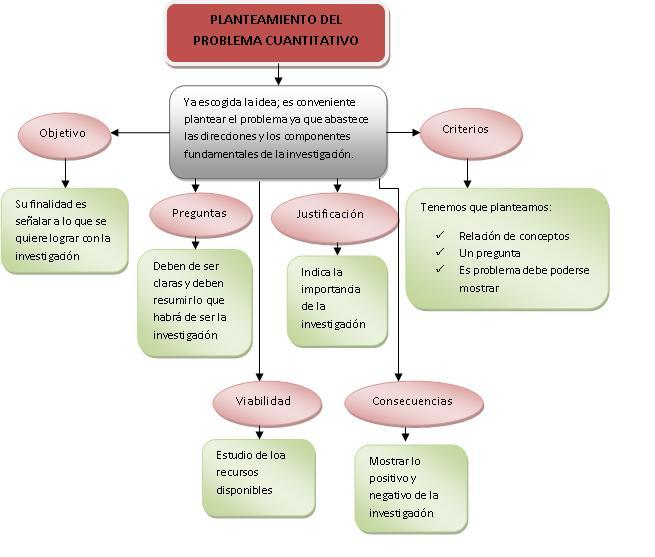 PLANTEAMIENTO DEL
PROBLEMA CUANTITATIVO
Ya escogida la idea; es conveniente
plantear el problema ya que abastece
las direcciones y los componentes
fundamentales de la investigación.
Objetivo
Su finalidad es
señalar a lo que se
quiere lograr con la
investigación
Preguntas
Deben de ser
claras y deben
resumir lo que
habrá de ser la
investigación
Justificación
Indica la
importancia
de la
investigación
Criterios
Tenemos que plantearnos:
✓ Relación de conceptos
✓ Un pregunta
✓ Es problema debe poderse
mostrar
Viabilidad
Estudio de loa
recursos
disponibles
Consecuencias
Mostrar lo
positivo y
negativo de la
investigación